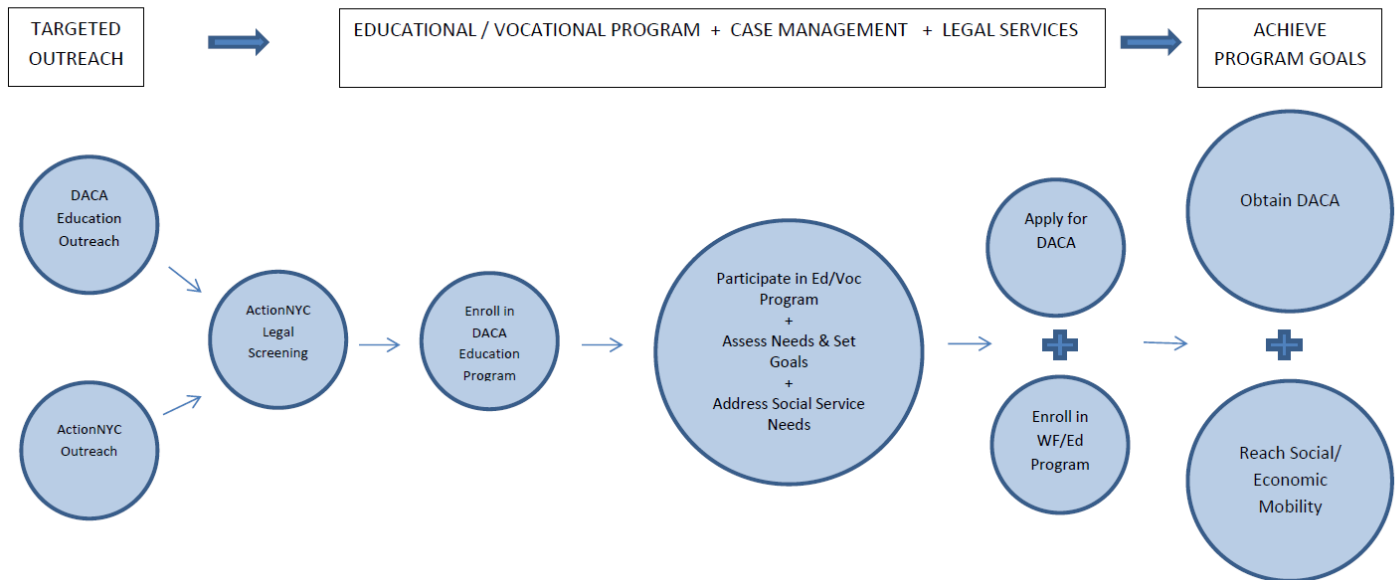 TARGETED
OUTREACH
EDUCATIONAL / VOCATIONAL PROGRAM + CASE MANAGEMENT + LEGAL SERVICES
ACHIEVE
PROGRAM GOALS
DACA
Education
Outreach
ActionNYC
Outreach
ActionNYC
Legal
Screening
Enroll in
DACA
Education
Program
Participate in Ed/Voc
Program
+
Assess Needs & Set
Goals
+
Address Social Service
Needs
Apply for
DACA
Enroll in
WF/Ed
Program
Obtain DACA
Reach Social/
Economic
Mobility